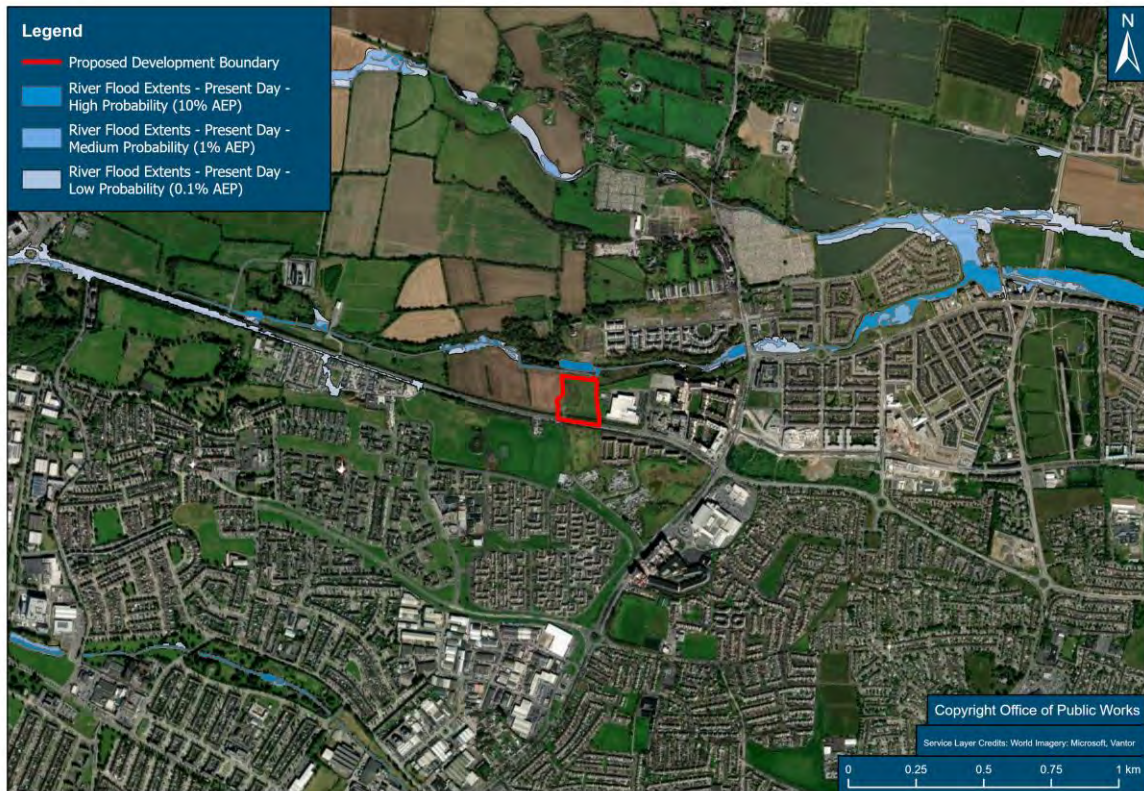 Legend
Proposed Development Boundary
River Flood Extents - Present Day -
High Probability (10% AEP)
River Flood Extents - Present Day -
Medium Probability (1% AEP)
River Flood Extents - Present Day -
Low Probability (0.1% AEP)
N
Copyright Office of Public Works
Service Layer Credits: World Imagery: Microsoft, Vantor
0 0.25 0.5 0.75 1 km